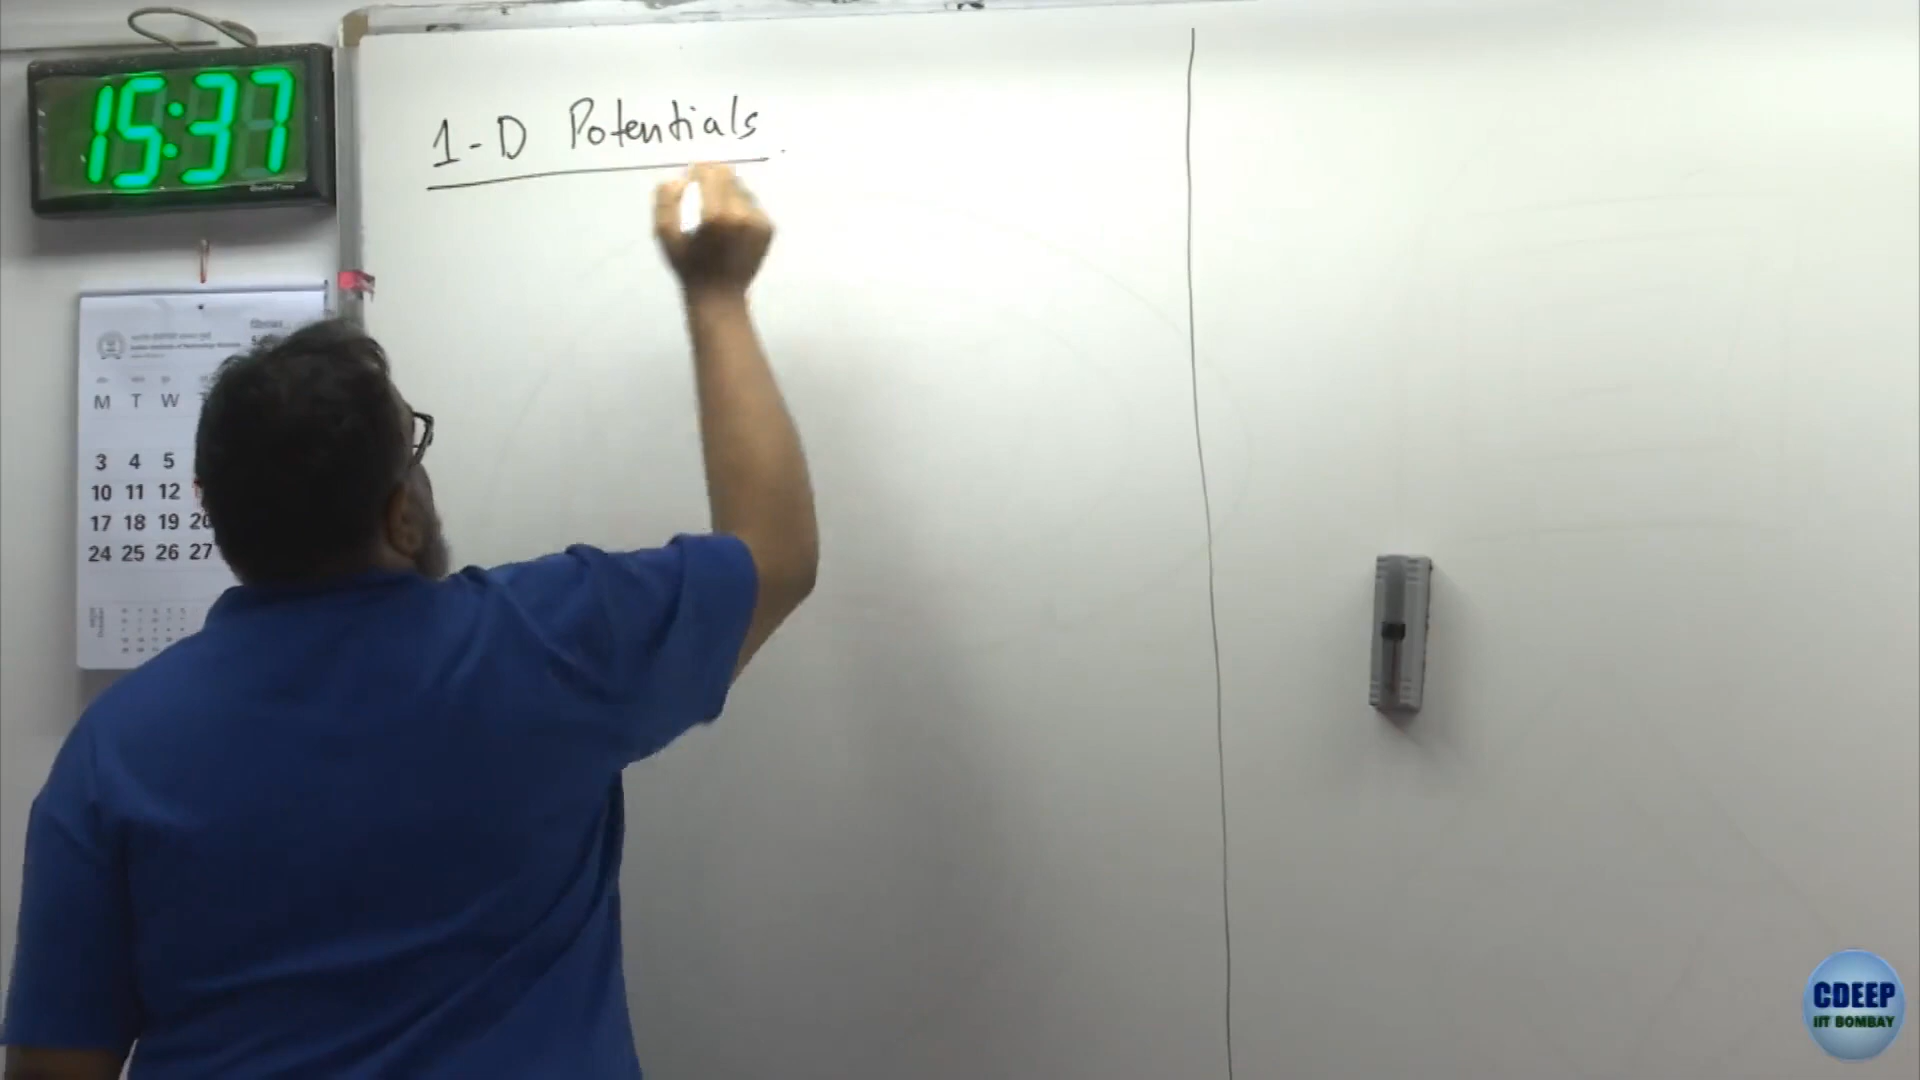 15:37
1-D Potentials
M T W
3 4 5
10 11 12
17 18 19 20
24 25 26 27
CDEEP
IIT BOMBAY